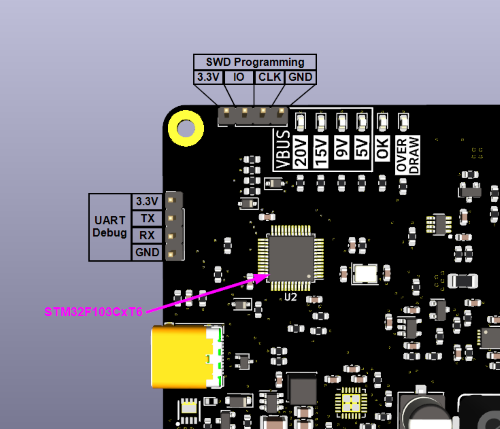 SWD Programming
3.3V IO CLK GND
VBUS
20V
15V
9V
5V
OK
OVER
DRAW
UART
Debug
3.3V
TX
RX
GND
U2
STM32F103CxT6
1